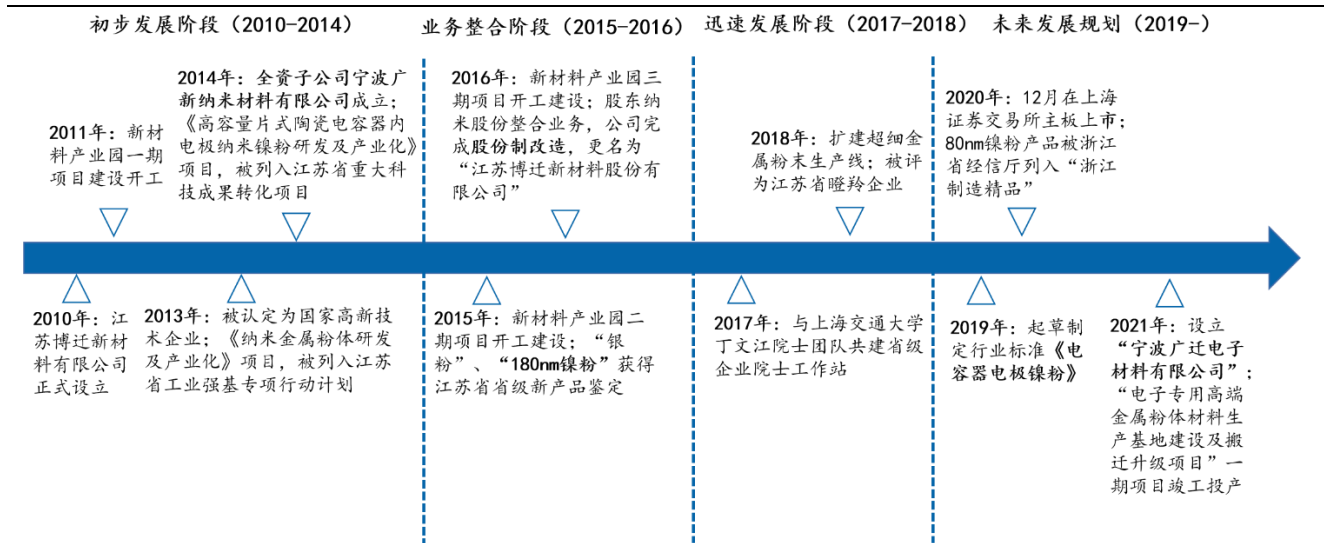 初步发展阶段（2010-2014）
业务整合阶段（2015-2016）
迅速发展阶段（2017-2018）
未来发展规划（2019-）
2011年：新材
料产业园一期
项目建设开工
2014年：全资子公司宁波广
新纳米材料有限公司成立；
《高容量片式陶瓷电容器内
电极纳米镍粉研发及产业化》
项目，被列入江苏省重大科
技成果转化项目
2016年：新材料产业园三
期项目开工建设；股东纳
米股份整合业务，公司完
成股份制改造，更名为
“江苏博迁新材料股份有
限公司”
2018年：扩建超细金
属粉末生产线；被评
为江苏省瞪羚企业
2020年：12月在上海
证券交易所主板上市；
80nm镍粉产品被浙江
省经信厅列入“浙江
制造精品”
2010年：江
苏博迁新材
料有限公司
正式设立
2013年：被认定为国家高新技
术企业；《纳米金属粉体研发
及产业化》项目，被列入江苏
省工业强基专项行动计划
2015年：新材料产业园二
期项目开工建设；“银
粉”、“180nm镍粉”获得
江苏省省级新产品鉴定
2017年：与上海交通大学
丁文江院士团队共建省级
企业院士工作站
2019年：起草制
定行业标准《电
容器电极镍粉》
2021年：设立
“宁波广迁电子
材料有限公司”；
“电子专用高端
金属粉体材料生
产基地建设及搬
迁升级项目”一
期项目竣工投产